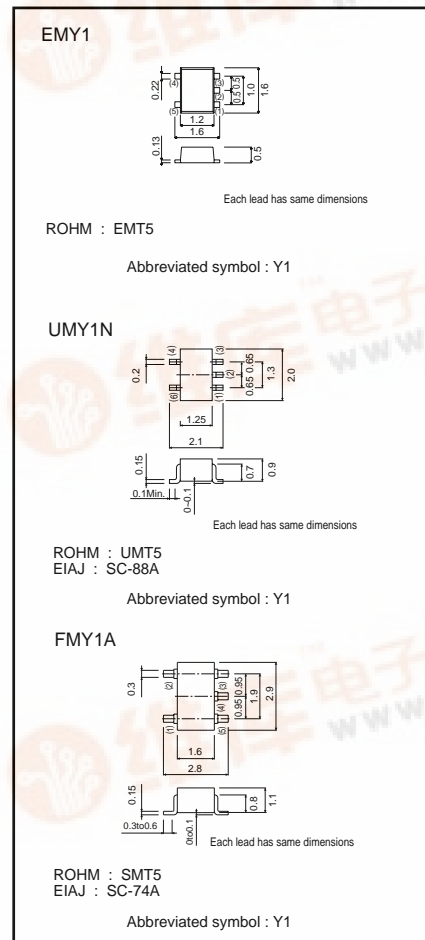 EMY1
0.22
(4)
(3)
(2)
(5)
(1)
0.5 0.5
1.0
1.6
1.2
1.6
0.13
0.5
Each lead has same dimensions
ROHM : EMT5
Abbreviated symbol : Y1
UMY1N
(4)
(3)
0.2
(2)
0.65 0.65
1.3
2.0
(6)
(1)
1.25
2.1
0.15
0.1Min.
0~0.1
0.7
0.9
Each lead has same dimensions
ROHM : UMT5
EIAJ : SC-88A
Abbreviated symbol : Y1
FMY1A
0.3
(2)
(3)
(4)
(1)
(5)
0.95 0.95
1.9
2.9
1.6
2.8
0.15
0.3to0.6
0to0.1
0.8
1.1
Each lead has same dimensions
ROHM : SMT5
EIAJ : SC-74A
Abbreviated symbol : Y1